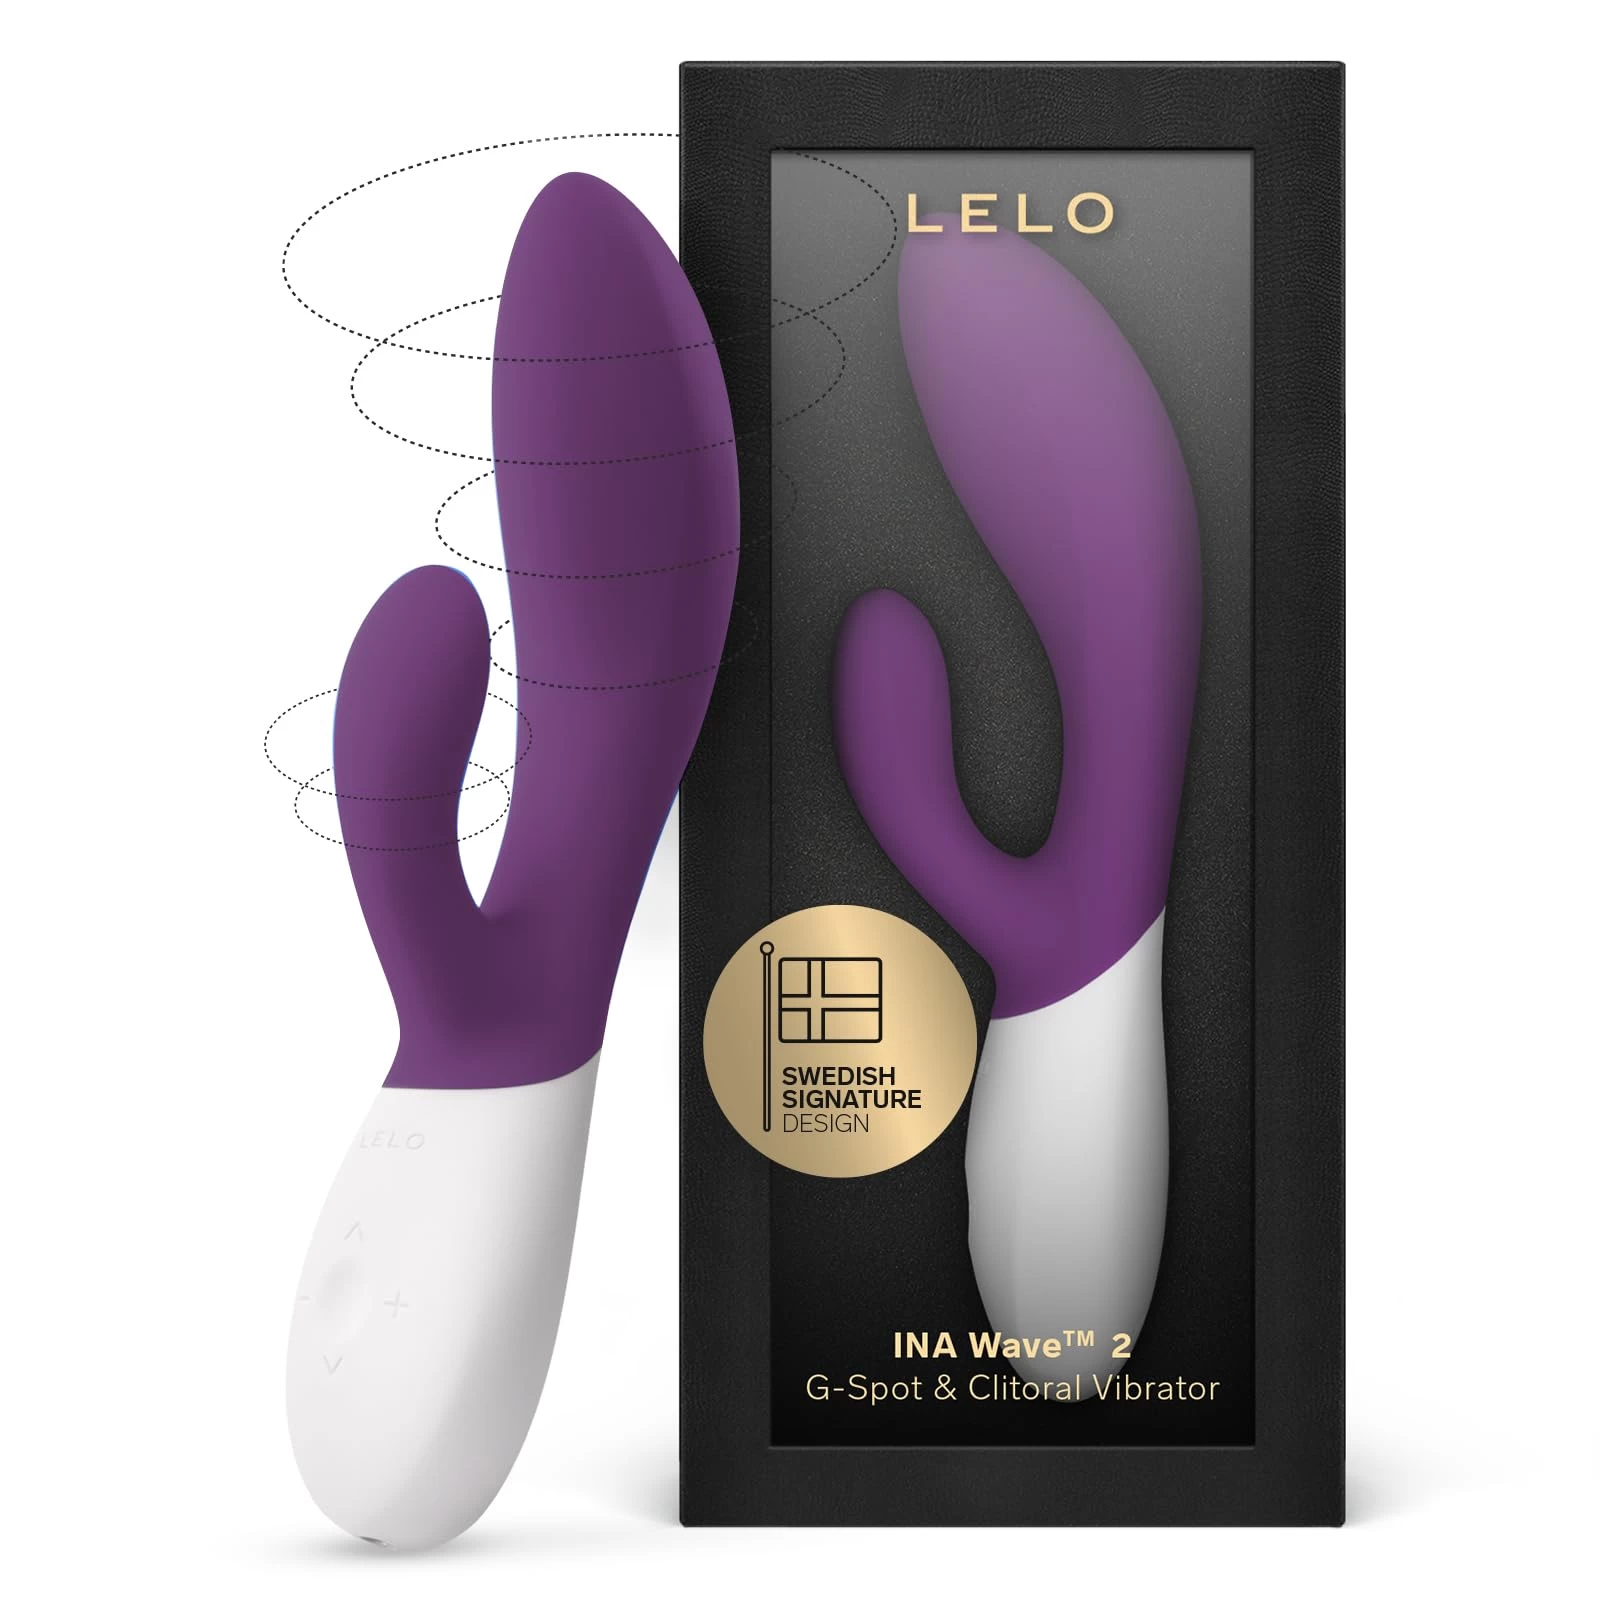 LELO
SWEDISH
SIGNATURE
DESIGN
LELO
INA Wave™ 2
G-Spot & Clitoral Vibrator